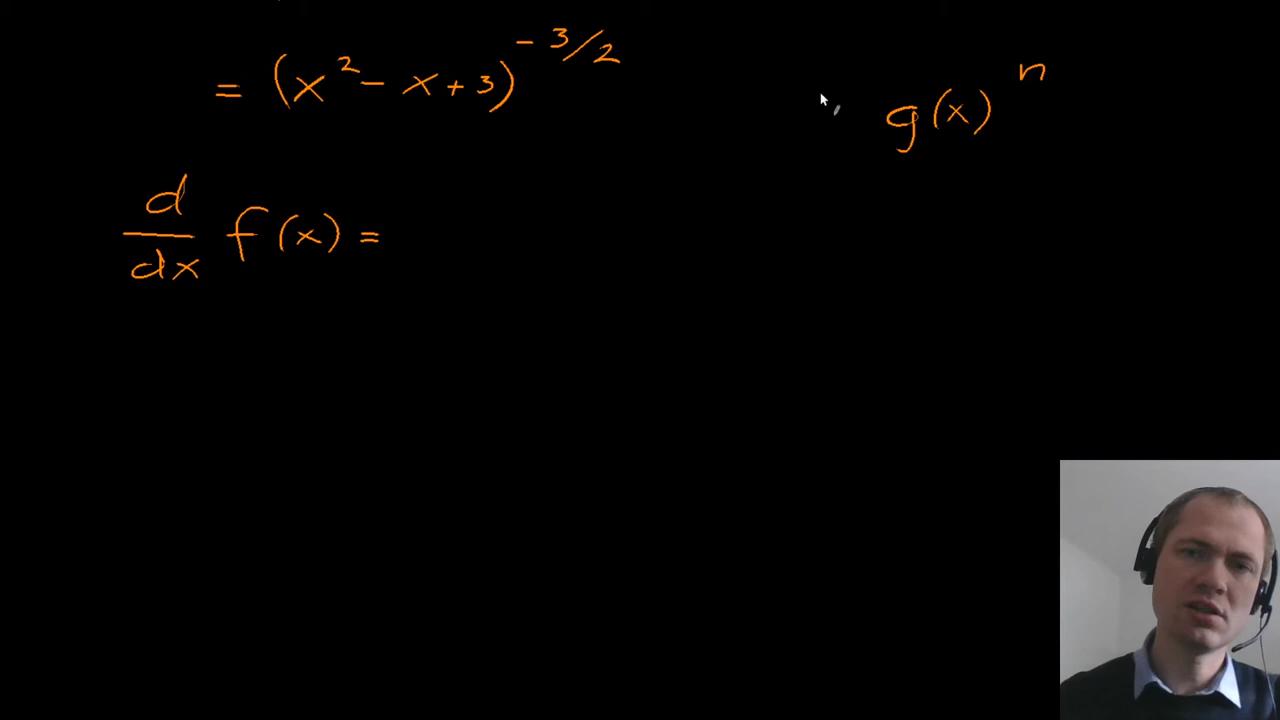 = (x² - x + 3)^(-3/2)
g(x)^n
d/dx f(x) =